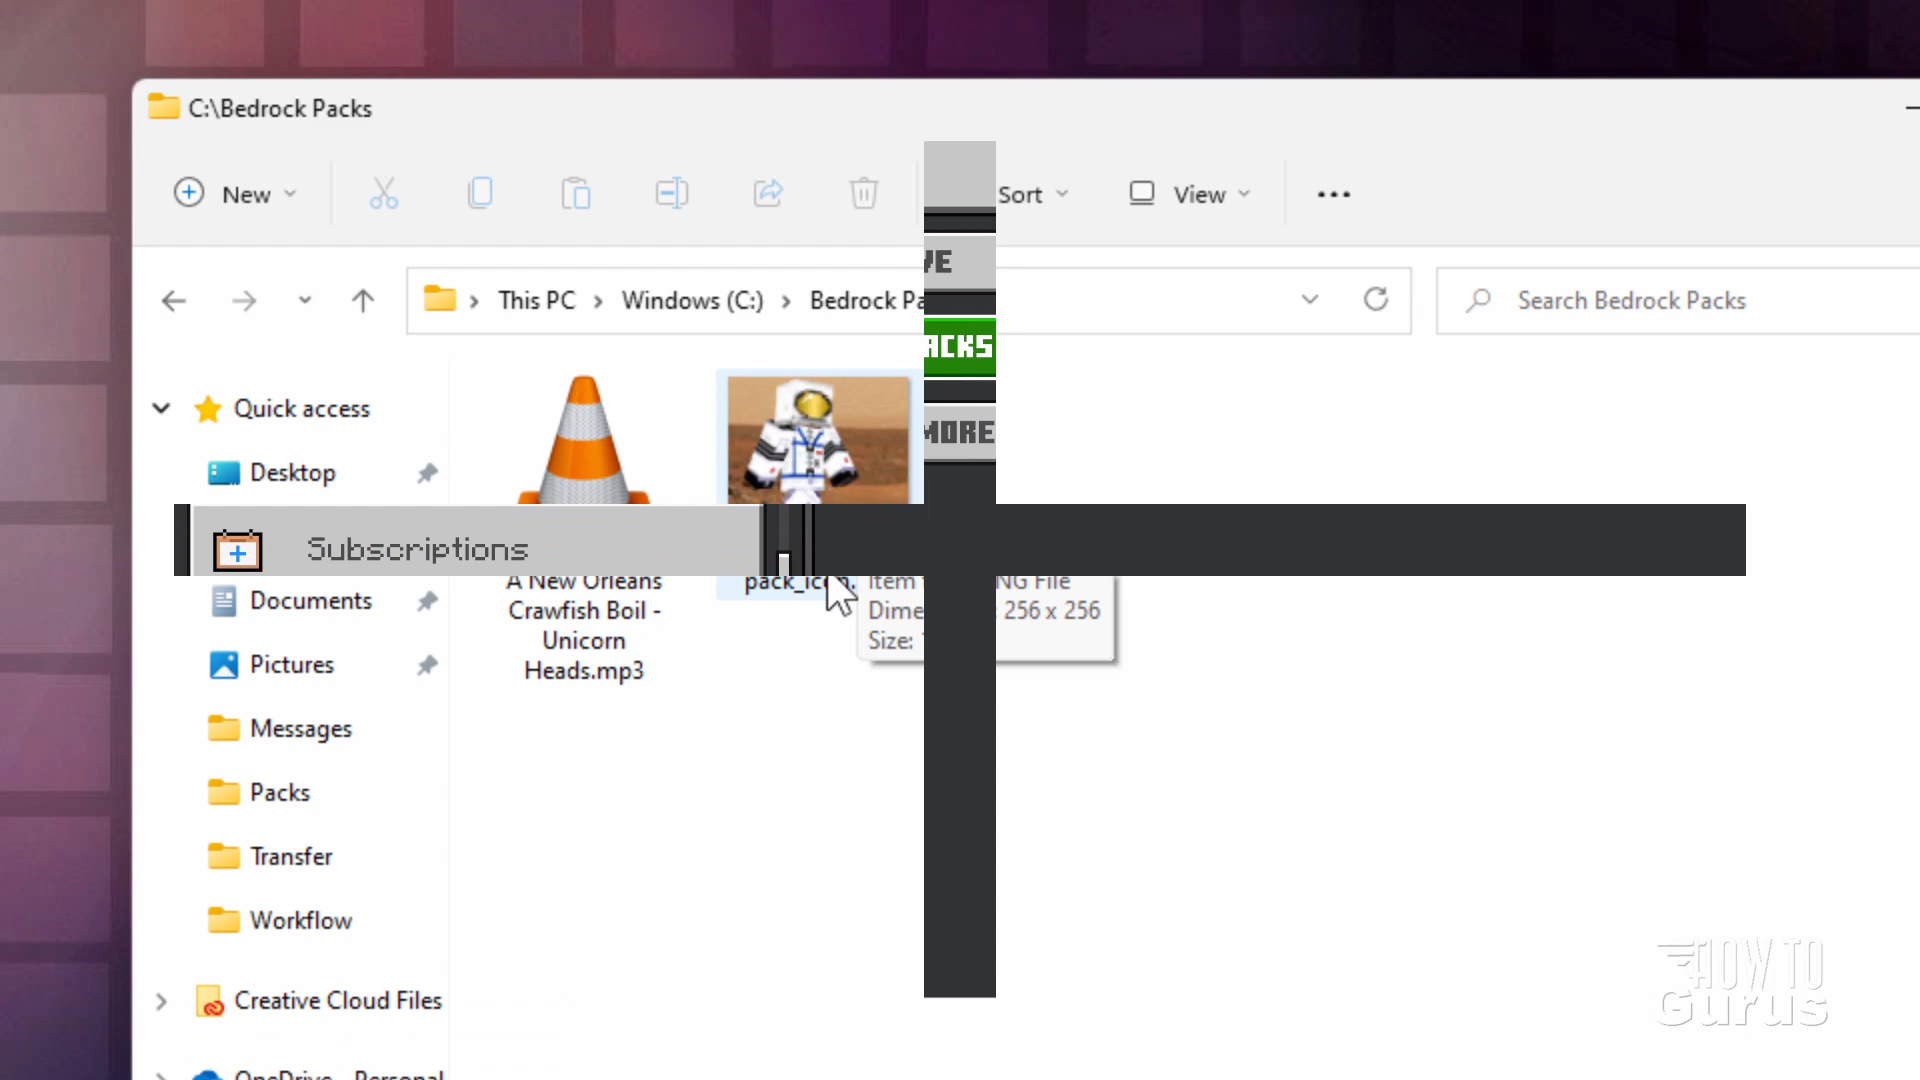 C:\Bedrock Packs
New
Sort
View
This PC
Windows (C:)
Bedrock Pa
Search Bedrock Packs
VE
ACKS
MORE
Quick access
Desktop
Subscriptions
Documents
Pictures
Messages
Packs
Transfer
Workflow
Creative Cloud Files
OneDrive - Personal
A New Orleans
Crawfish Boil -
Unicorn
Heads.mp3
Item
NG File
Dime
: 256 x 256
Size:
HOW TO
Gurus